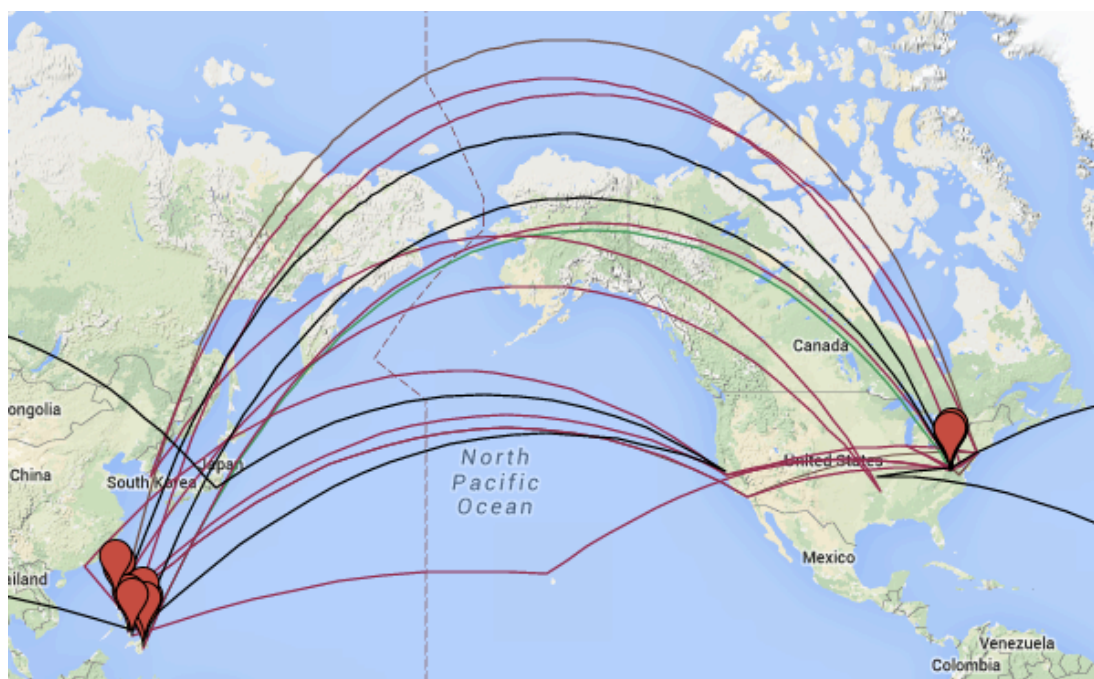 Canada
ongolia
Japan
United States
China
South Korea
North
Pacific
Ocean
Mexico
ailand
Venezuela
Colombia